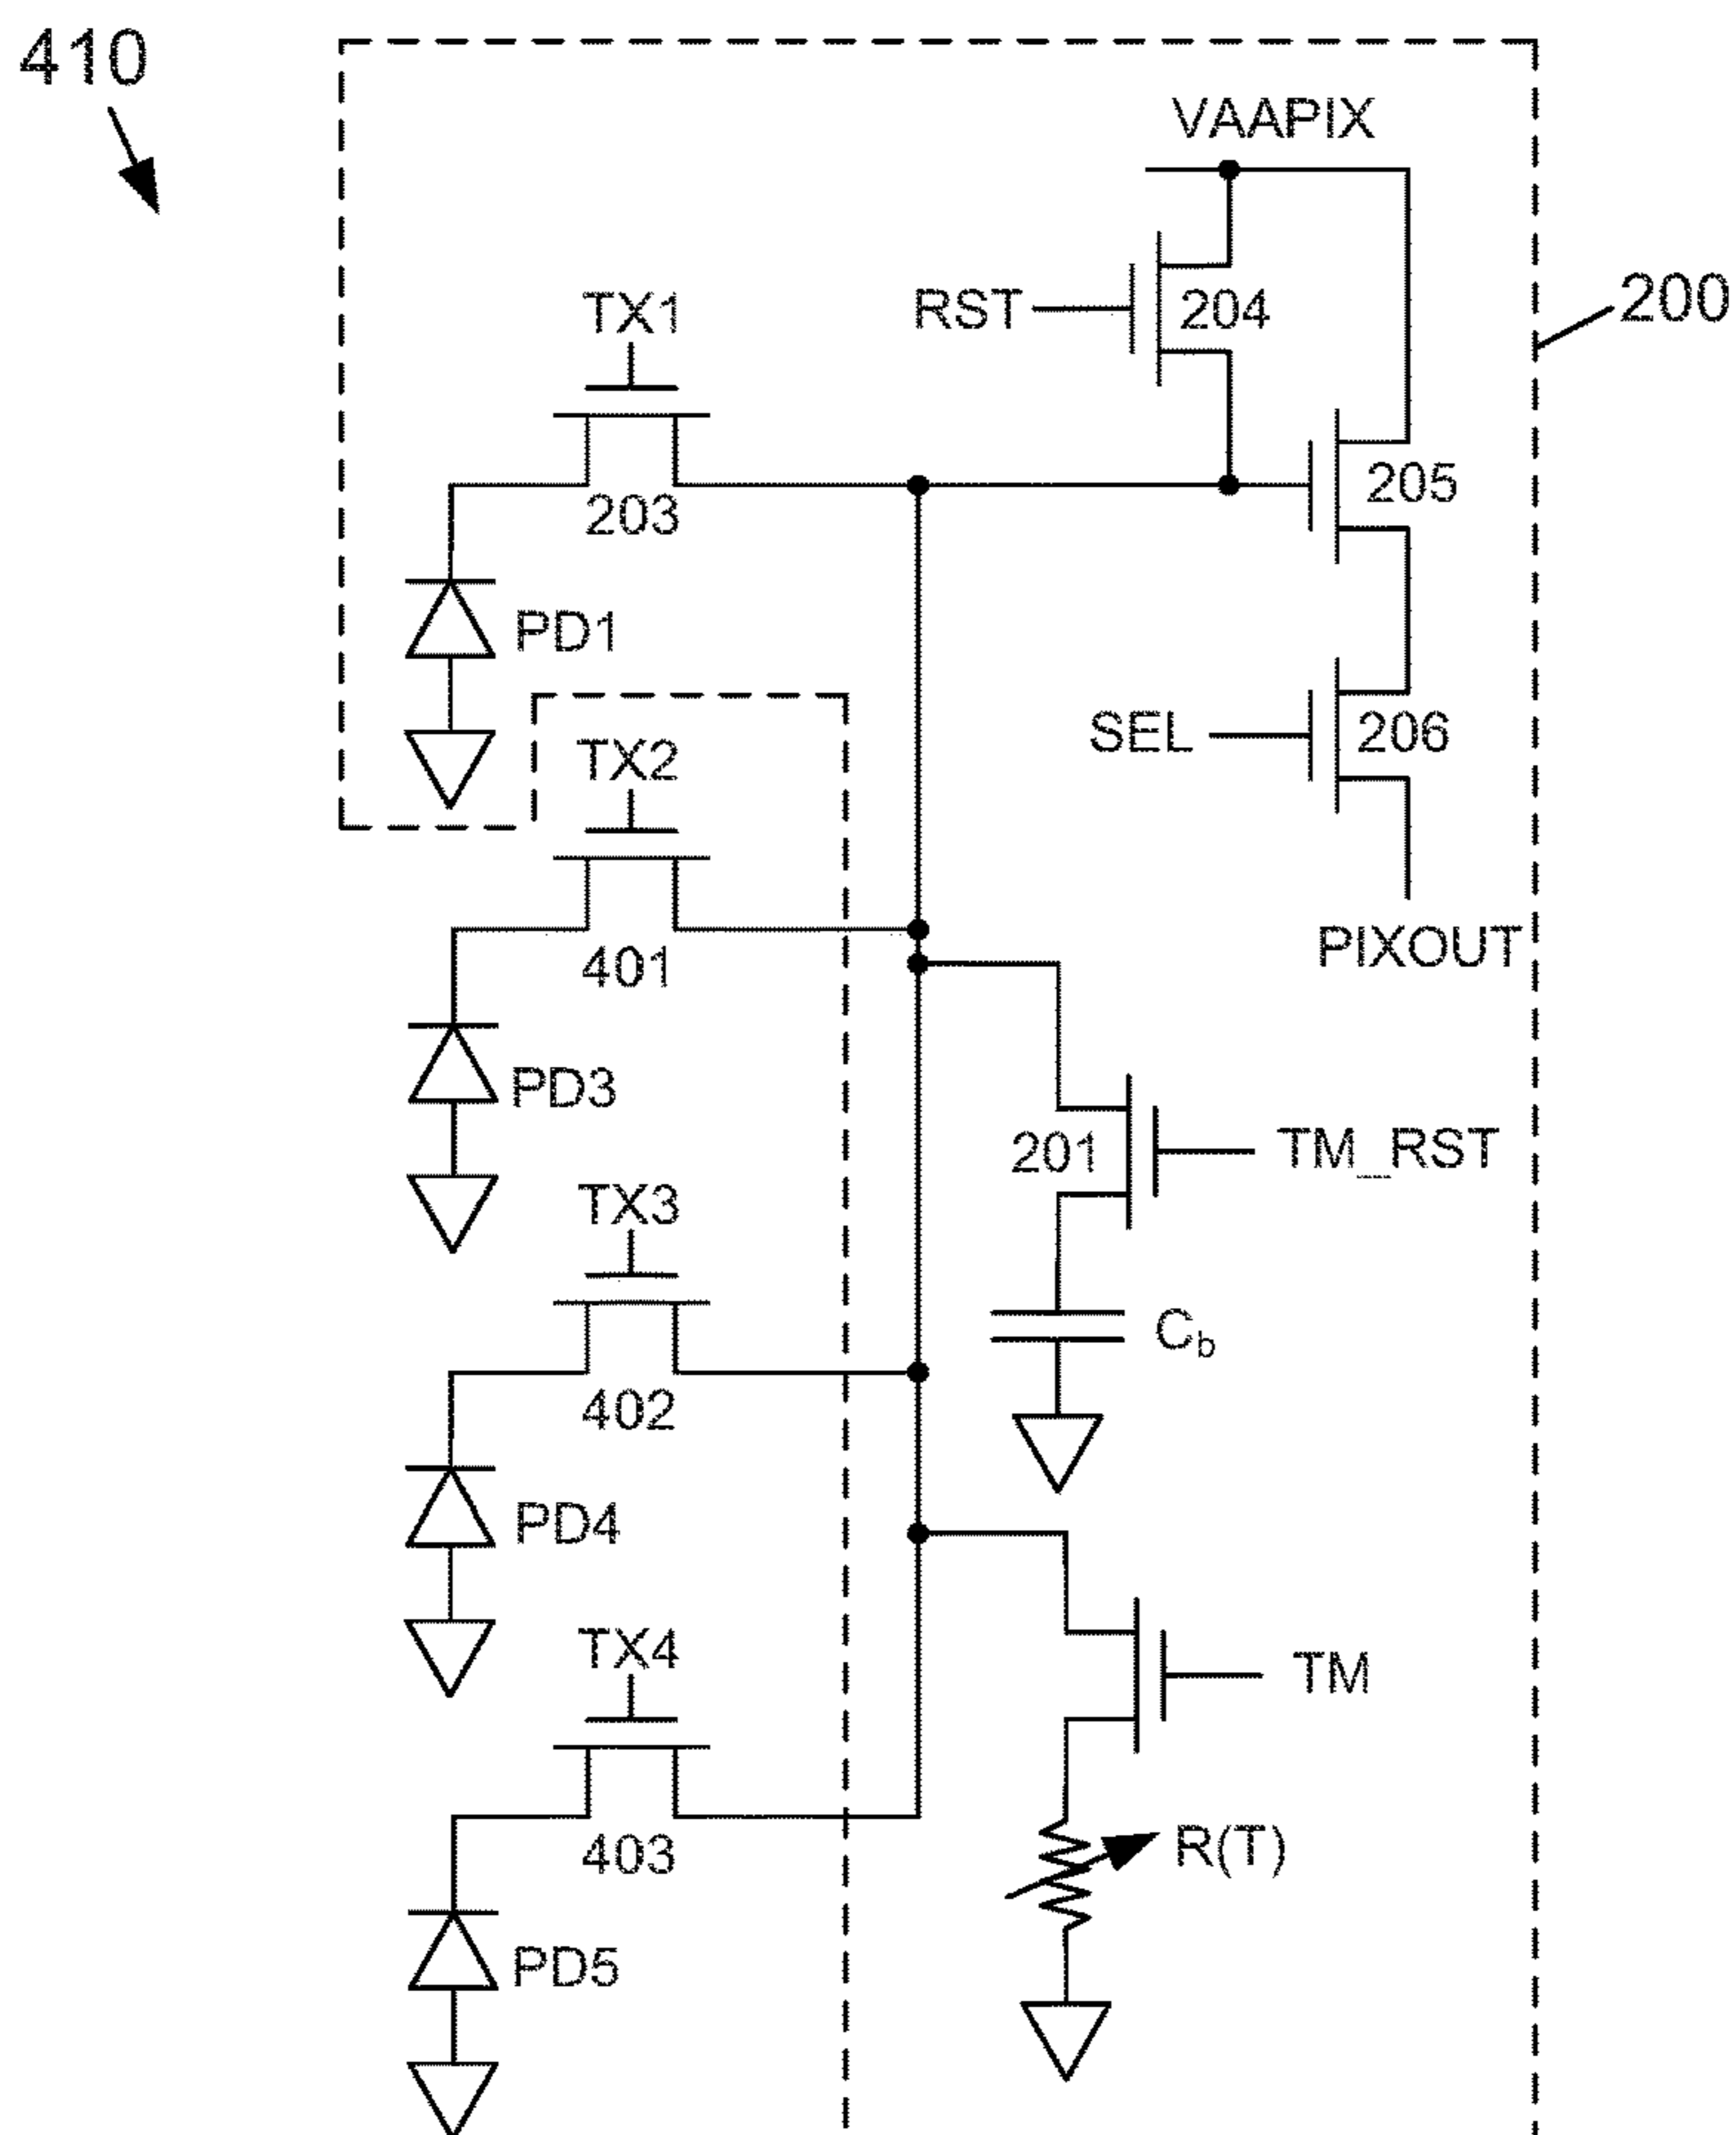 410
VAAPIX
200
RST
204
TX1
203
205
PD1
SEL
206
TX2
PIXOUT
401
PD3
201
TM_RST
TX3
Cb
402
PD4
TX4
TM
403
R(T)
PD5